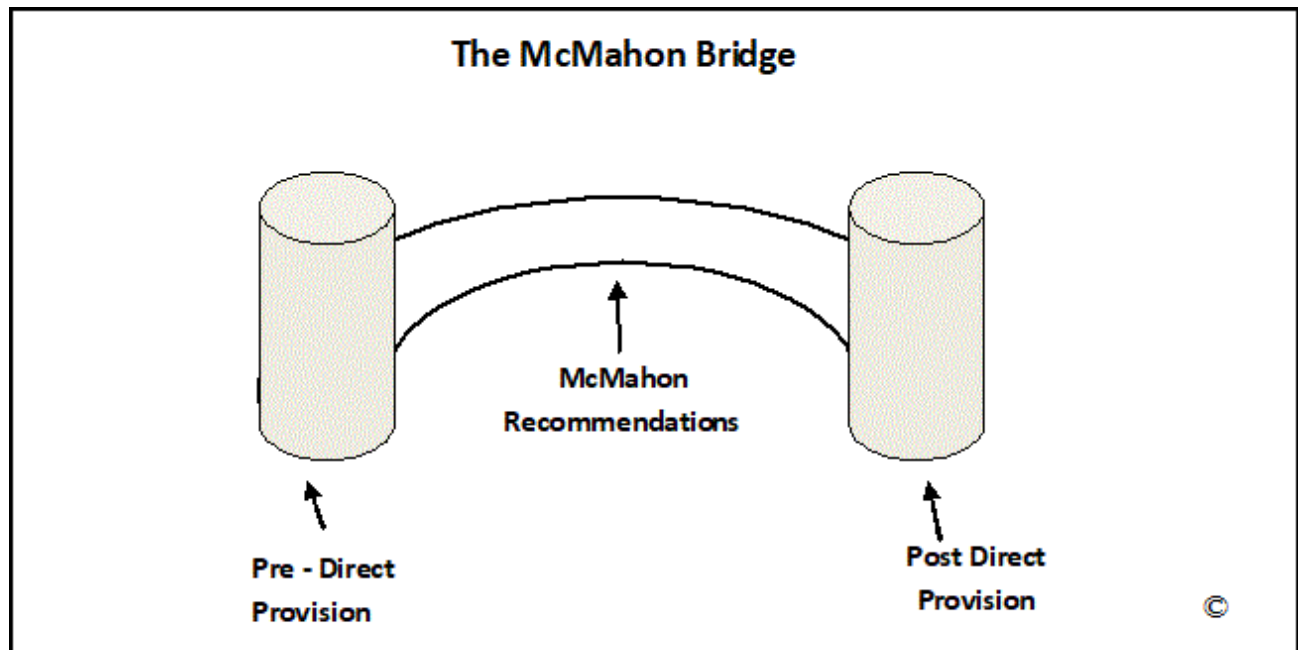 The McMahon Bridge
McMahon
Recommendations
Pre - Direct
Provision
Post Direct
Provision
©